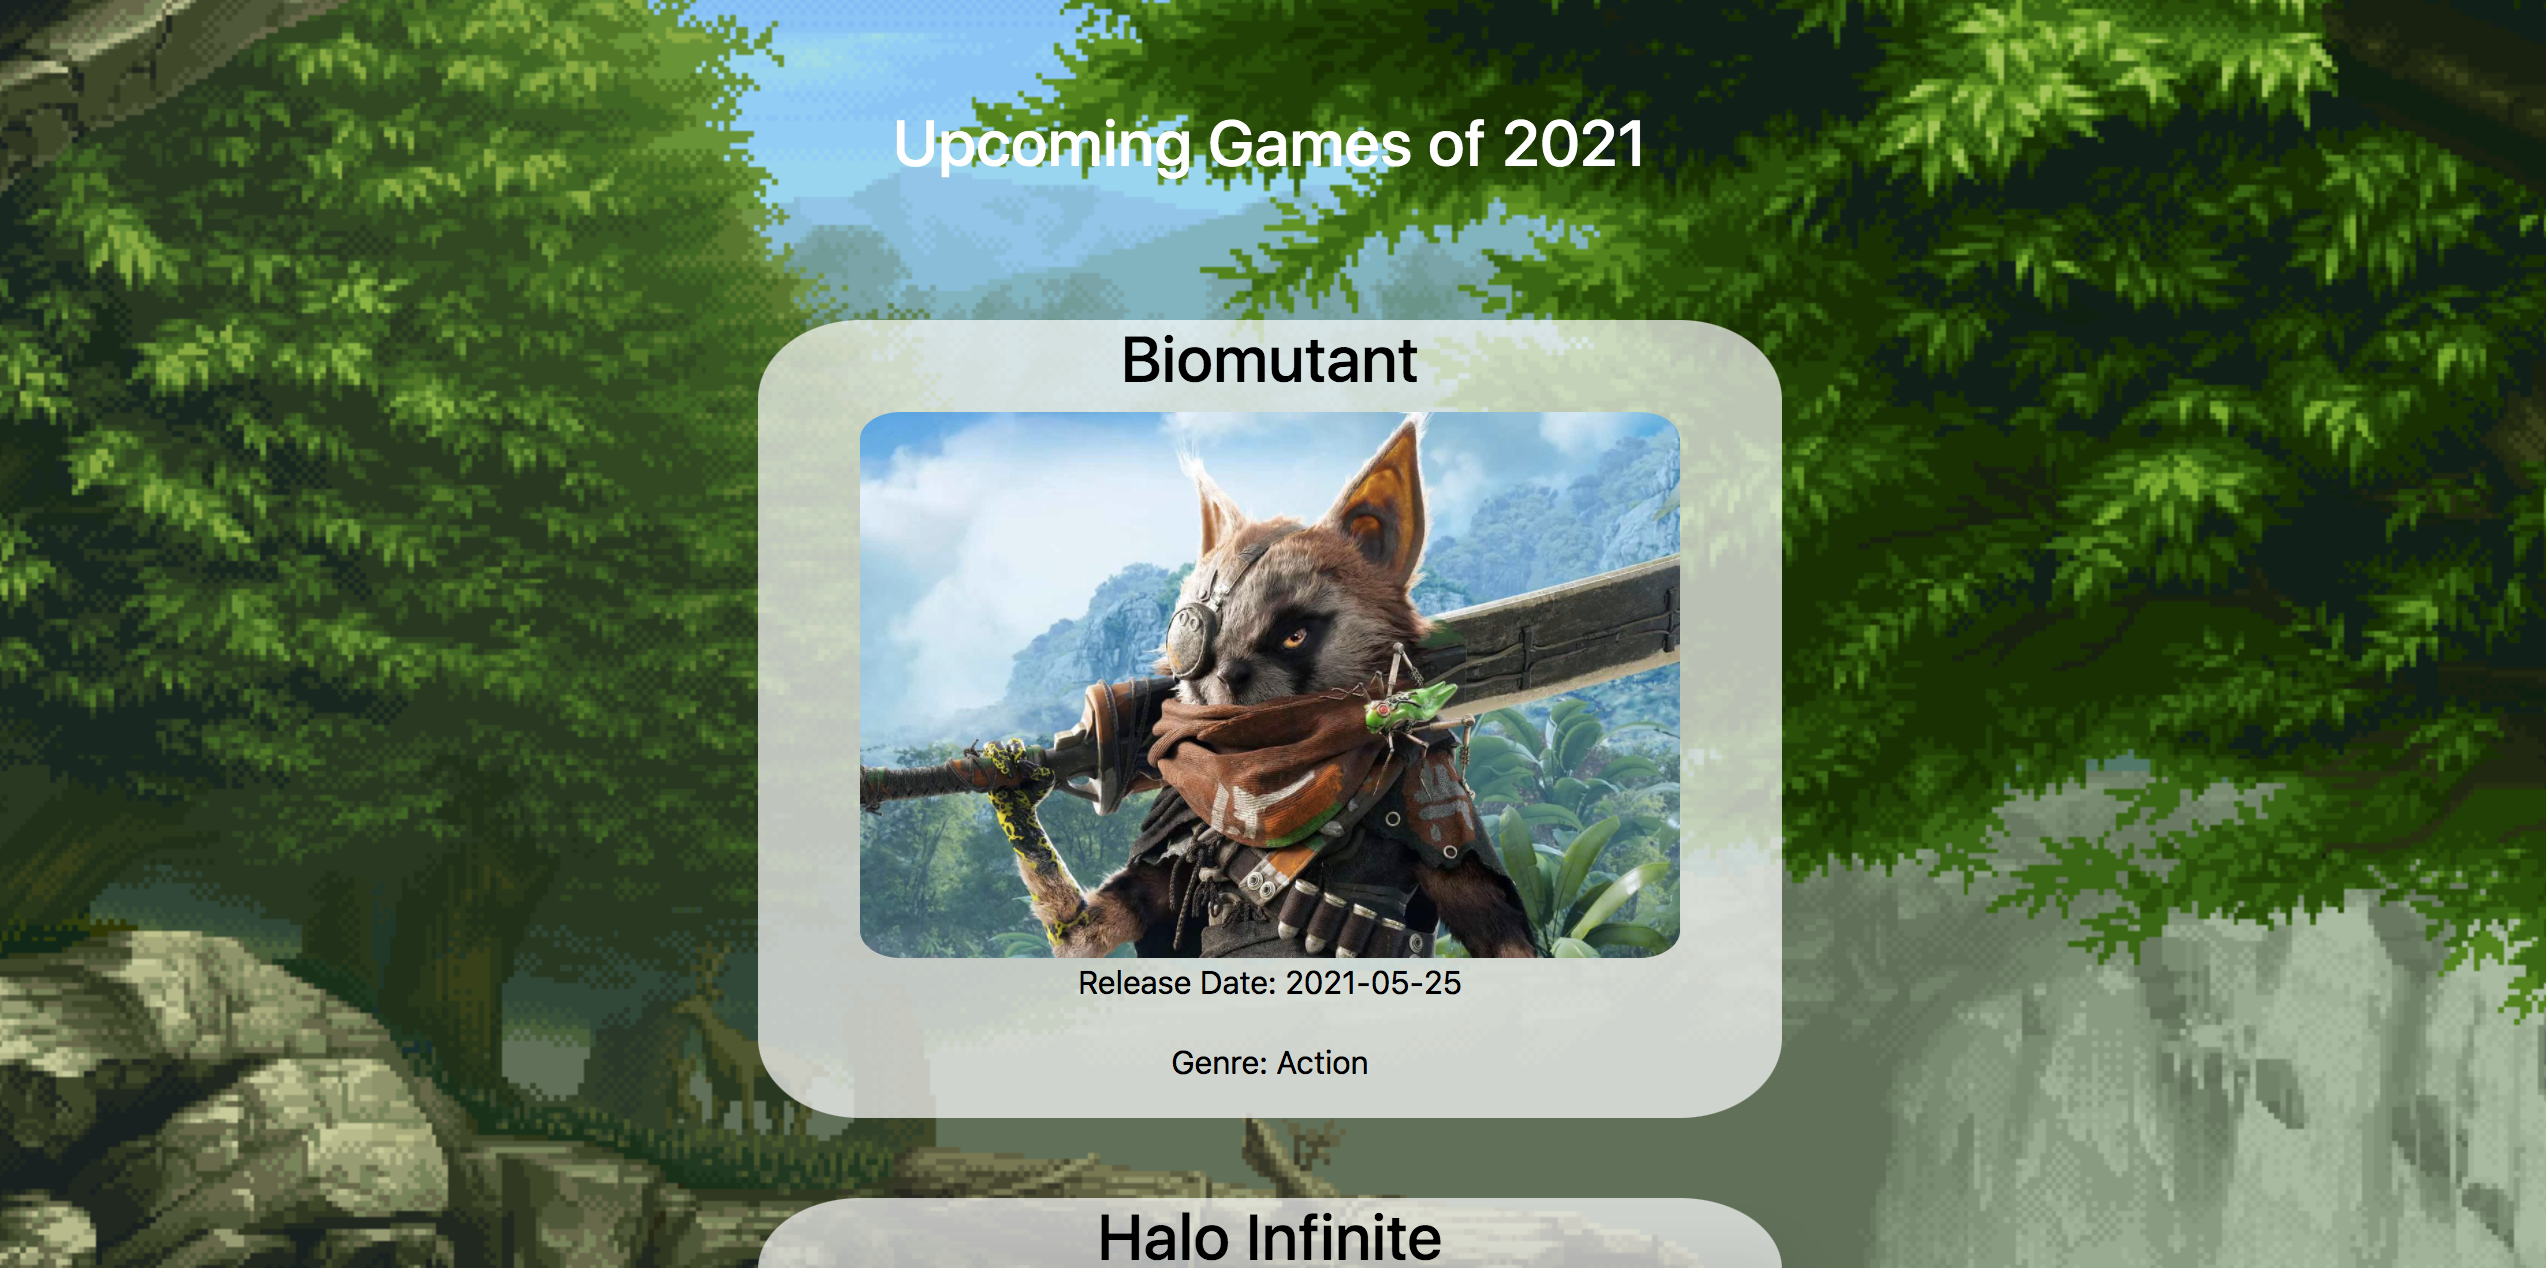 Upcoming Games of 2021
Biomutant
Release Date: 2021-05-25
Genre: Action
Halo Infinite